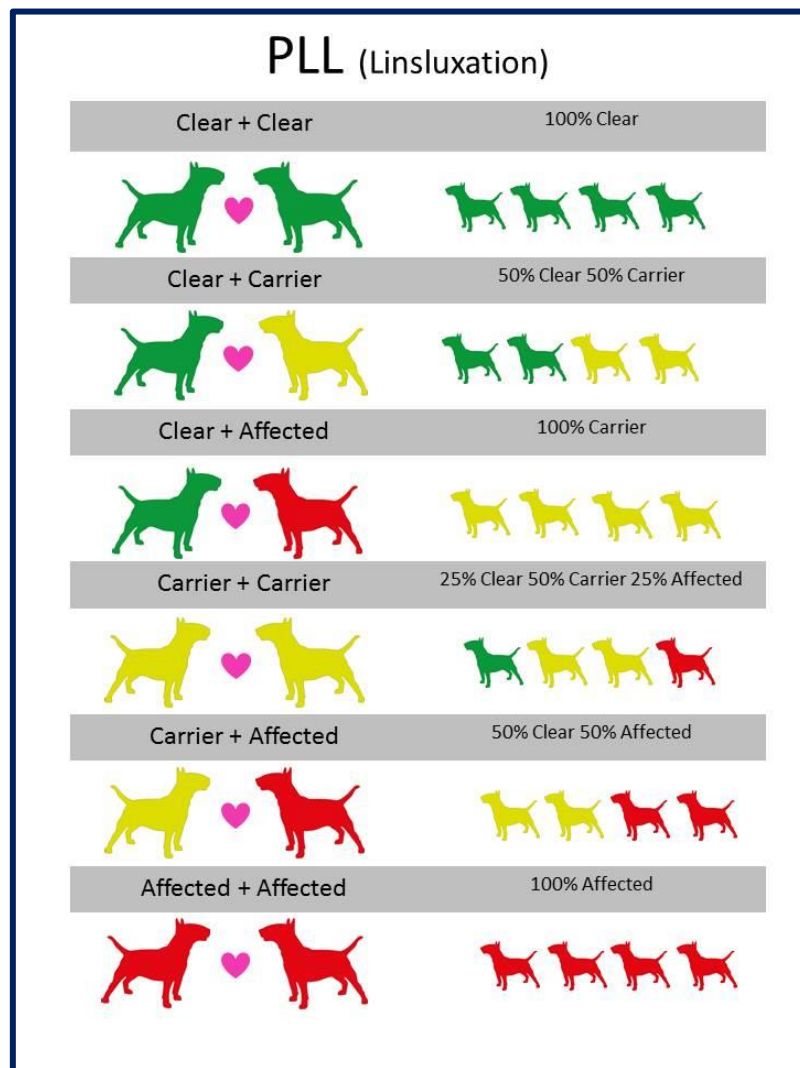 PLL (Linsluxation)
Clear + Clear
100% Clear
Clear + Carrier
50% Clear 50% Carrier
Clear + Affected
100% Carrier
Carrier + Carrier
25% Clear 50% Carrier 25% Affected
Carrier + Affected
50% Clear 50% Affected
Affected + Affected
100% Affected